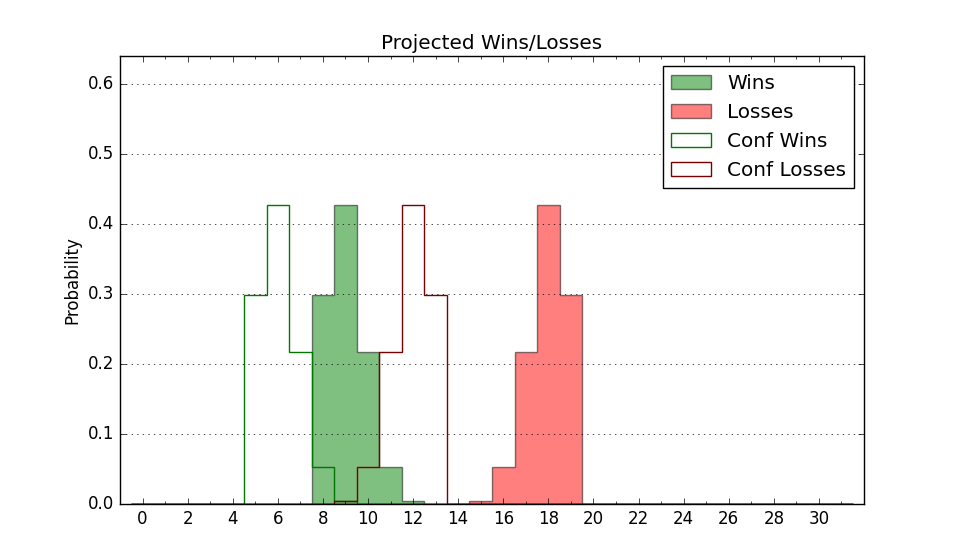 Projected Wins/Losses
0.6
0.5
0.4
0.3
0.2
0.1
0.0
Probability
Wins
Losses
Conf Wins
Conf Losses
0 2 4 6 8 10 12 14 16 18 20 22 24 26 28 30